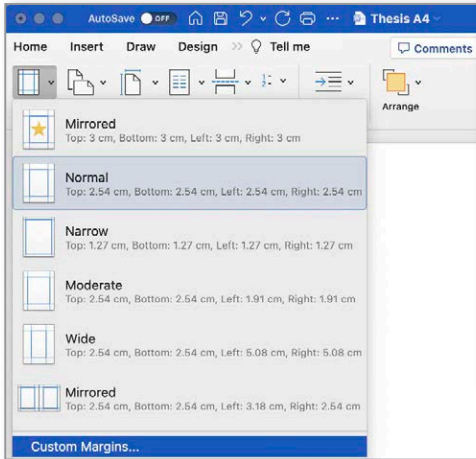 AutoSave OFF ... Thesis A4
Home Insert Draw Design >> Tell me Comments
Arrange
Mirrored
Top: 3 cm, Bottom: 3 cm, Left: 3 cm, Right: 3 cm
Normal
Top: 2.54 cm, Bottom: 2.54 cm, Left: 2.54 cm, Right: 2.54 cm
Narrow
Top: 1.27 cm, Bottom: 1.27 cm, Left: 1.27 cm, Right: 1.27 cm
Moderate
Top: 2.54 cm, Bottom: 2.54 cm, Left: 1.91 cm, Right: 1.91 cm
Wide
Top: 2.54 cm, Bottom: 2.54 cm, Left: 5.08 cm, Right: 5.08 cm
Mirrored
Top: 2.54 cm, Bottom: 2.54 cm, Left: 3.18 cm, Right: 2.54 cm
Custom Margins...